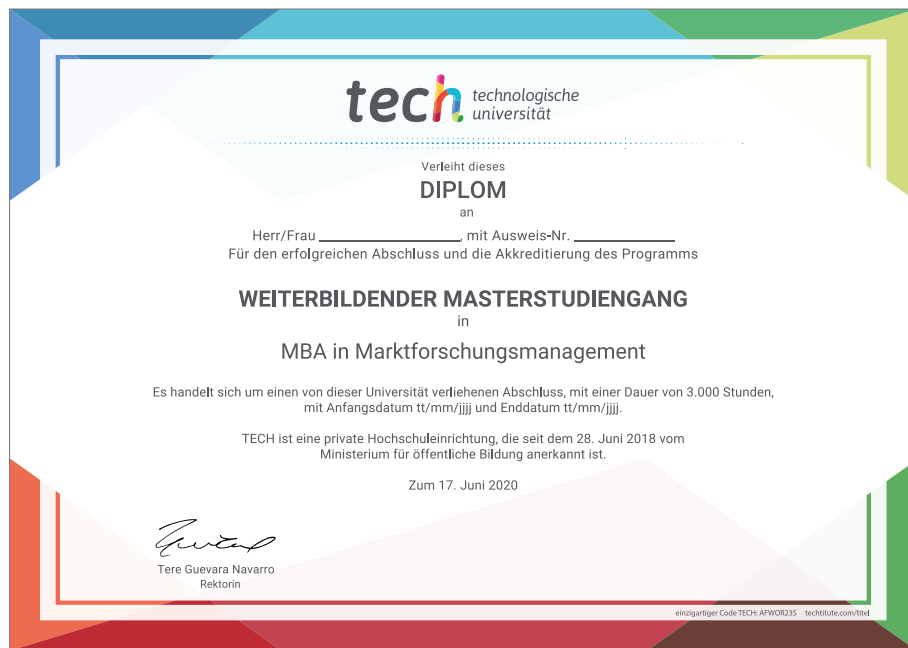 tech technologische
universität
Verleiht dieses
DIPLOM
an
Herr/Frau ____________, mit Ausweis-Nr. ____________
Für den erfolgreichen Abschluss und die Akkreditierung des Programms
WEITERBILDENDER MASTERSTUDIENGANG
in
MBA in Marktforschungsmanagement
Es handelt sich um einen von dieser Universität verliehenen Abschluss, mit einer Dauer von 3.000 Stunden,
mit Anfangsdatum tt/mm/jjjj und Enddatum tt/mm/jjjj.
TECH ist eine private Hochschuleinrichtung, die seit dem 28. Juni 2018 vom
Ministerium für öffentliche Bildung anerkannt ist.
Zum 17. Juni 2020
Tere Guevara Navarro
Rektorin
einzigartiger Code TECH: AFWOR23S techtitute.com/titel